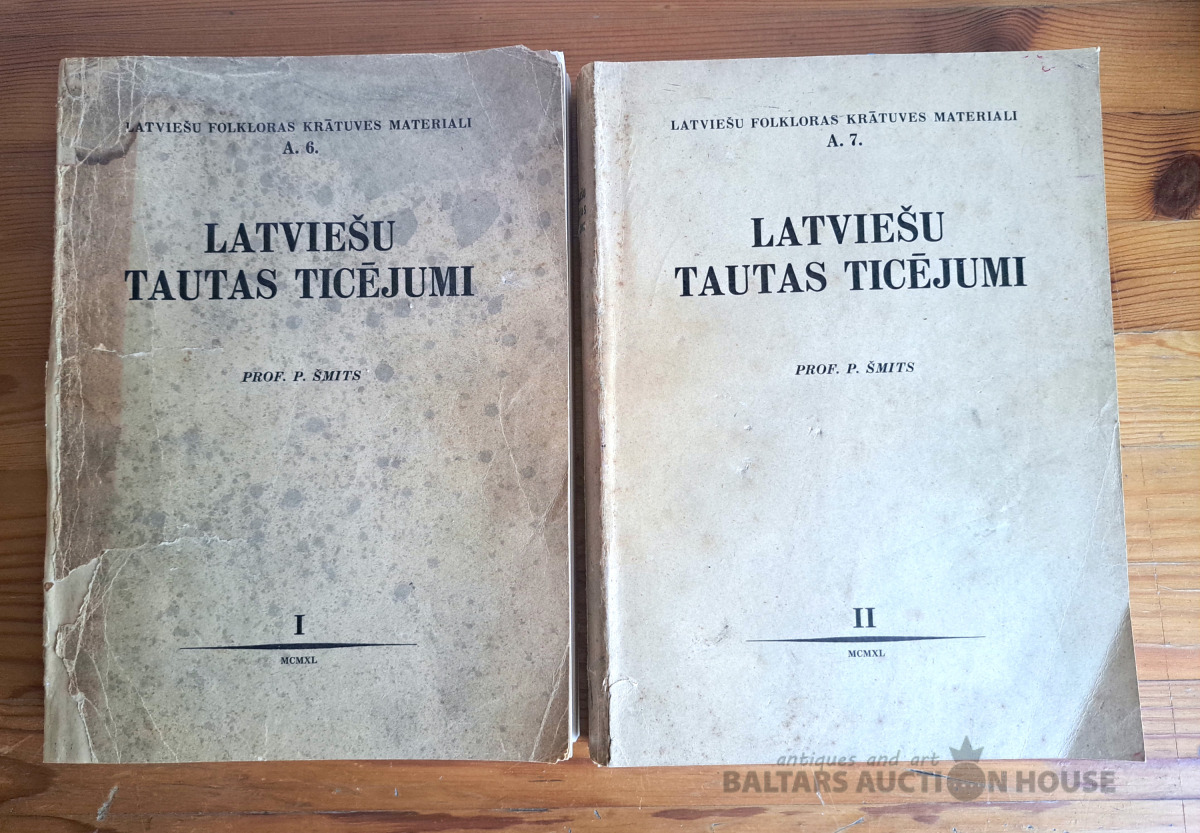 LATVIEŠU FOLKLORAS KRĀTUVES MATERIALI
A. 6.
LATVIEŠU
TAUTAS TICĒJUMI
PROF. P. ŠMITS
I
MCMXL
LATVIEŠU FOLKLORAS KRĀTUVES MATERIALI
A. 7.
LATVIEŠU
TAUTAS TICĒJUMI
PROF. P. ŠMITS
II
MCMXL
antiques and art
BALTARS AUCTION HOUSE